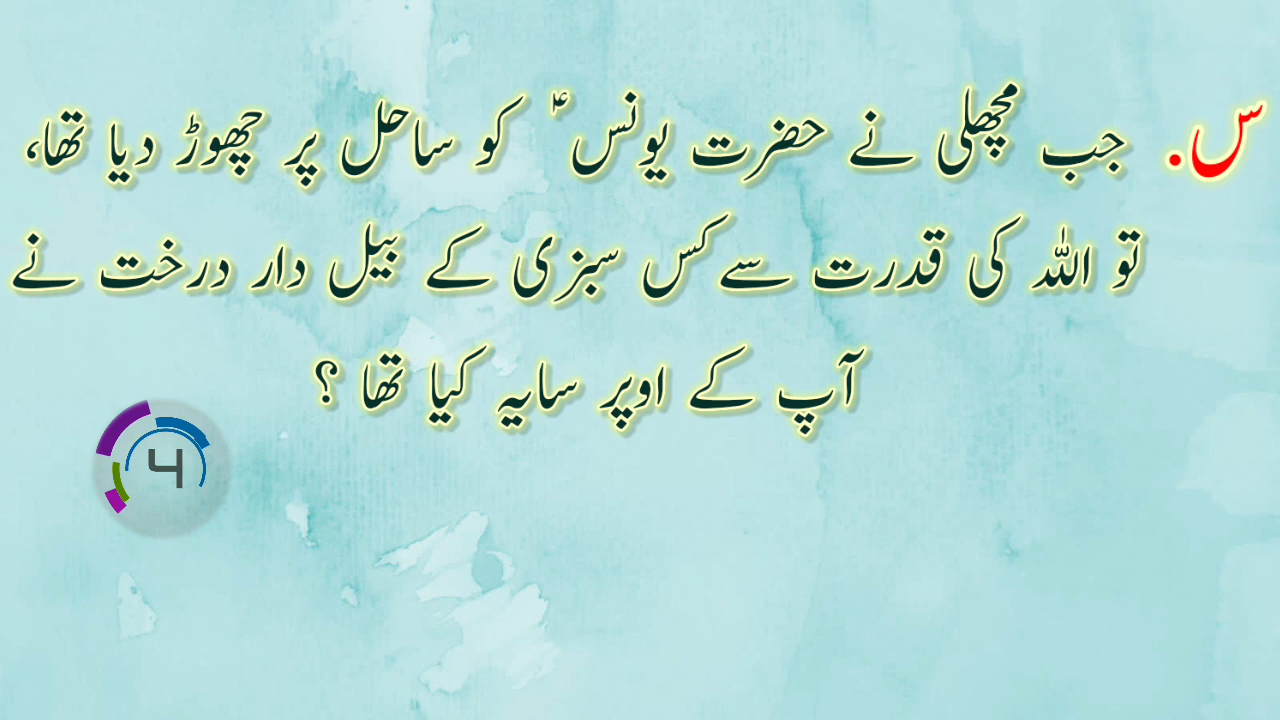 س. جب مچھلی نے حضرت یونس ؑ کو ساحل پر چھوڑ دیا تھا،
تو اللہ کی قدرت سے کس سبزی کے بیل دار درخت نے
آپ کے اوپر سایہ کیا تھا ؟
4